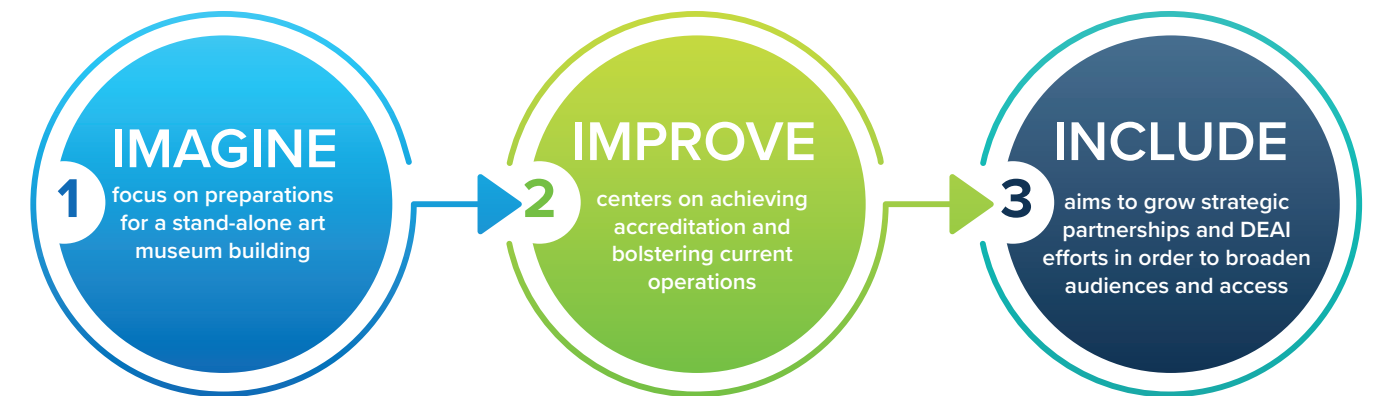 1
IMAGINE
focus on preparations
for a stand-alone art
museum building
2
IMPROVE
centers on achieving
accreditation and
bolstering current
operations
3
INCLUDE
aims to grow strategic
partnerships and DEAI
efforts in order to broaden
audiences and access